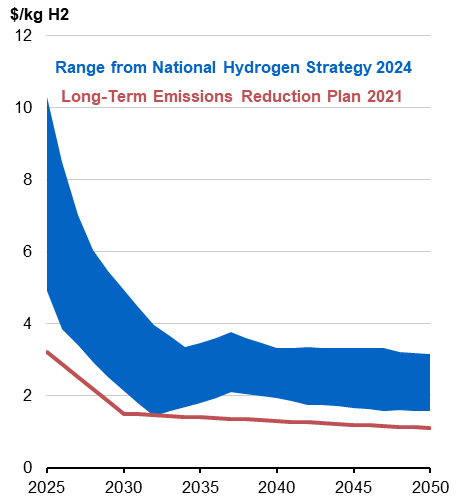 $/kg H2
12
Range from National Hydrogen Strategy 2024
Long-Term Emissions Reduction Plan 2021
10
8
6
4
2
0
2025 2030 2035 2040 2045 2050